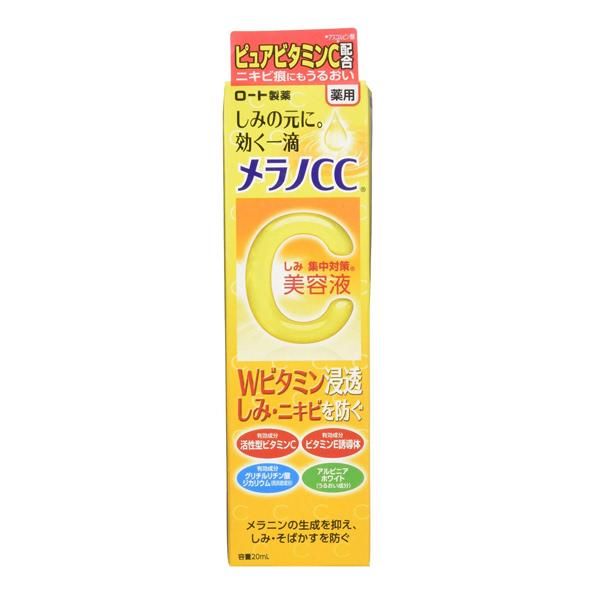 *アスコルビン酸
ピュアビタミンC*配合
ニキビ痕にもうるおい
ロート製薬
薬用
しみの元に。
効く一滴
メラノCC®
C
しみ 集中対策®
美容液
Wビタミン浸透
しみ・ニキビを防ぐ
有効成分
活性型ビタミンC
有効成分
ビタミンE誘導体
有効成分
グリチルリチン酸
ジカリウム(抗炎症成分)
アルピニア
ホワイト
(うるおい成分)
メラニンの生成を抑え、
しみ・そばかすを防ぐ
容量20mL